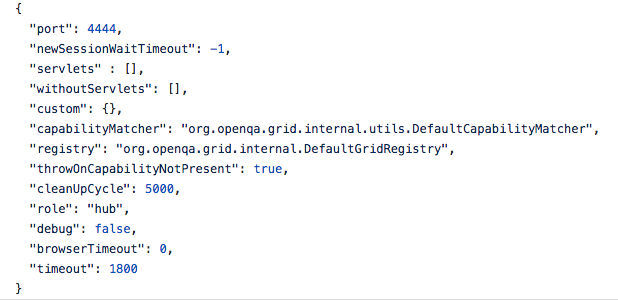 {
"port": 4444,
"newSessionWaitTimeout": -1,
"servlets" : [],
"withoutServlets": [],
"custom": {},
"capabilityMatcher": "org.openqa.grid.internal.utils.DefaultCapabilityMatcher",
"registry": "org.openqa.grid.internal.DefaultGridRegistry",
"throwOnCapabilityNotPresent": true,
"cleanUpCycle": 5000,
"role": "hub",
"debug": false,
"browserTimeout": 0,
"timeout": 1800
}